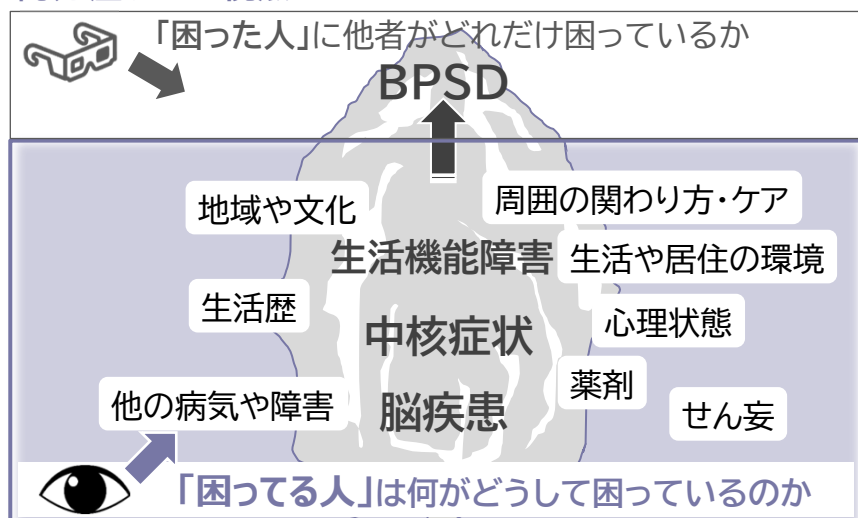 「困った人」に他者がどれだけ困っているか
BPSD
地域や文化
周囲の関わり方・ケア
生活機能障害
生活や居住の環境
生活歴
中核症状
心理状態
薬剤
他の病気や障害
脳疾患
せん妄
「困ってる人」は何がどうして困っているのか